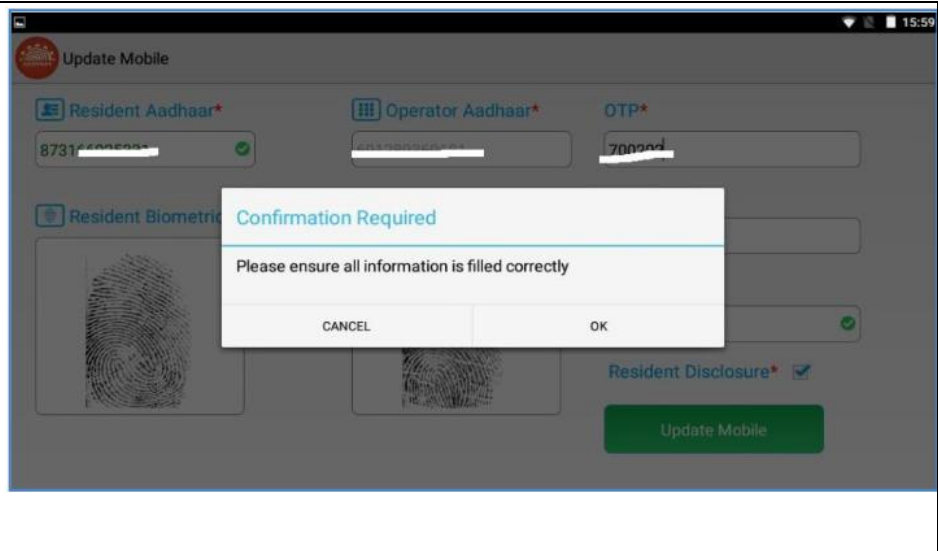 15:59
Update Mobile
Resident Aadhaar* Operator Aadhaar* OTP*
Resident Biometric
Confirmation Required
Please ensure all information is filled correctly
CANCEL OK
Resident Disclosure*
Update Mobile